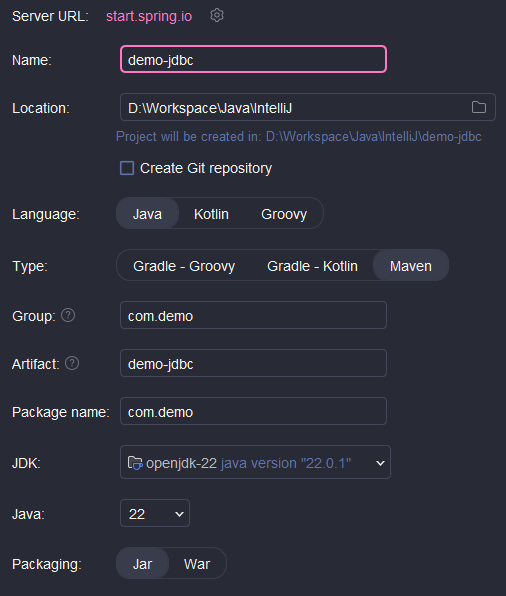 Server URL: start.spring.io
Name: demo-jdbc
Location: D:\Workspace\Java\IntelliJ
Project will be created in: D:\Workspace\Java\IntelliJ\demo-jdbc
Create Git repository
Language: Java Kotlin Groovy
Type: Gradle - Groovy Gradle - Kotlin Maven
Group: ? com.demo
Artifact: ? demo-jdbc
Package name: com.demo
JDK: openjdk-22 java version "22.0.1"
Java: 22
Packaging: Jar War